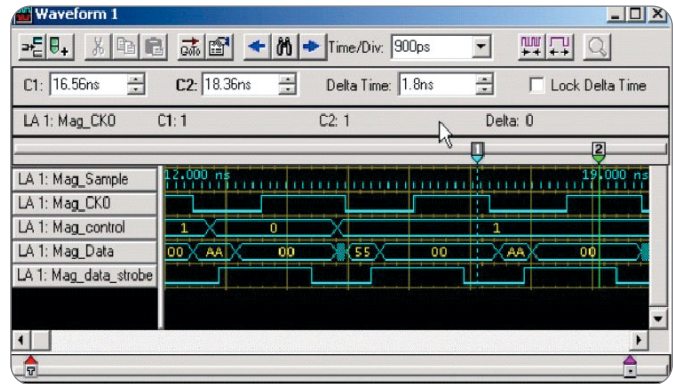 Waveform 1
Goto Time/Div: 900ps
C1: 16.56ns C2: 18.36ns Delta Time: 1.8ns Lock Delta Time
LA 1: Mag_CK0 C1: 1 C2: 1 Delta: 0
1 2
LA 1: Mag_Sample 12.000 ns 19.000 ns
LA 1: Mag_CK0
LA 1: Mag_control 1 0 1
LA 1: Mag_Data 00 AA 00 55 00 AA 00
LA 1: Mag_data_strobe